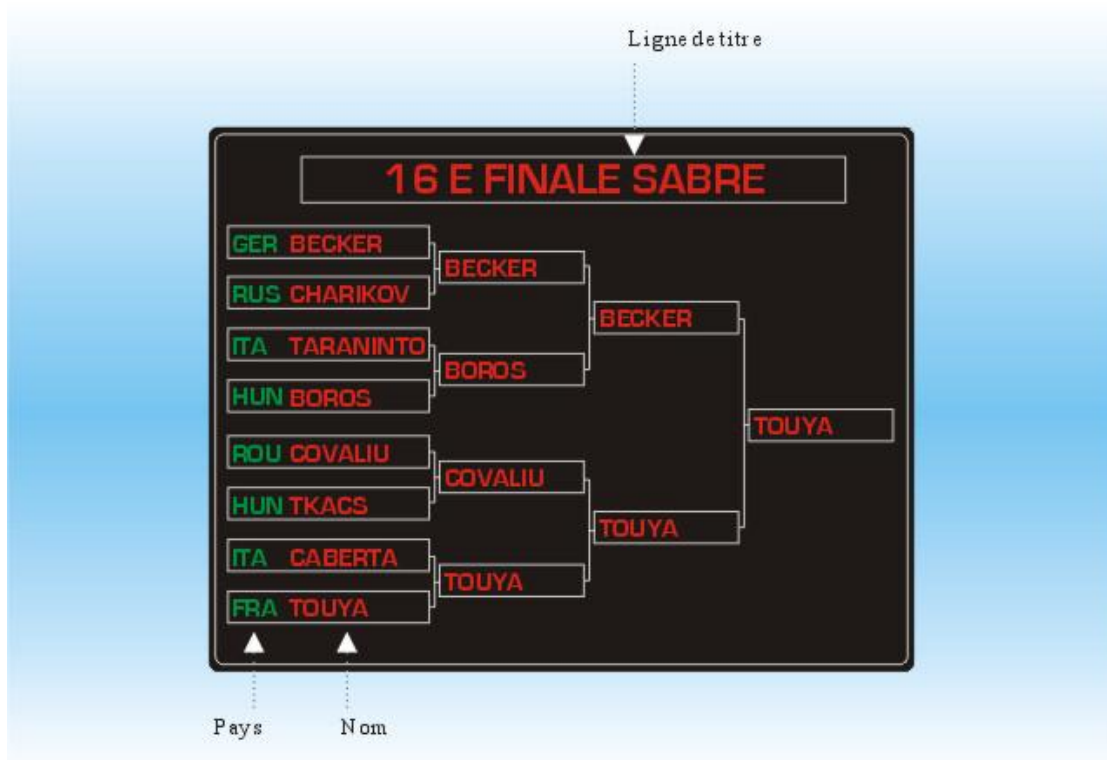 Ligne de titre
16 E FINALE SABRE
GER BECKER
RUS CHARIKOV
ITA TARANINTO
HUN BOROS
ROU COVALIU
HUN TKACS
ITA CABERTA
FRA TOUYA
BECKER
BOROS
COVALIU
TOUYA
BECKER
TOUYA
TOUYA
Pays
Nom